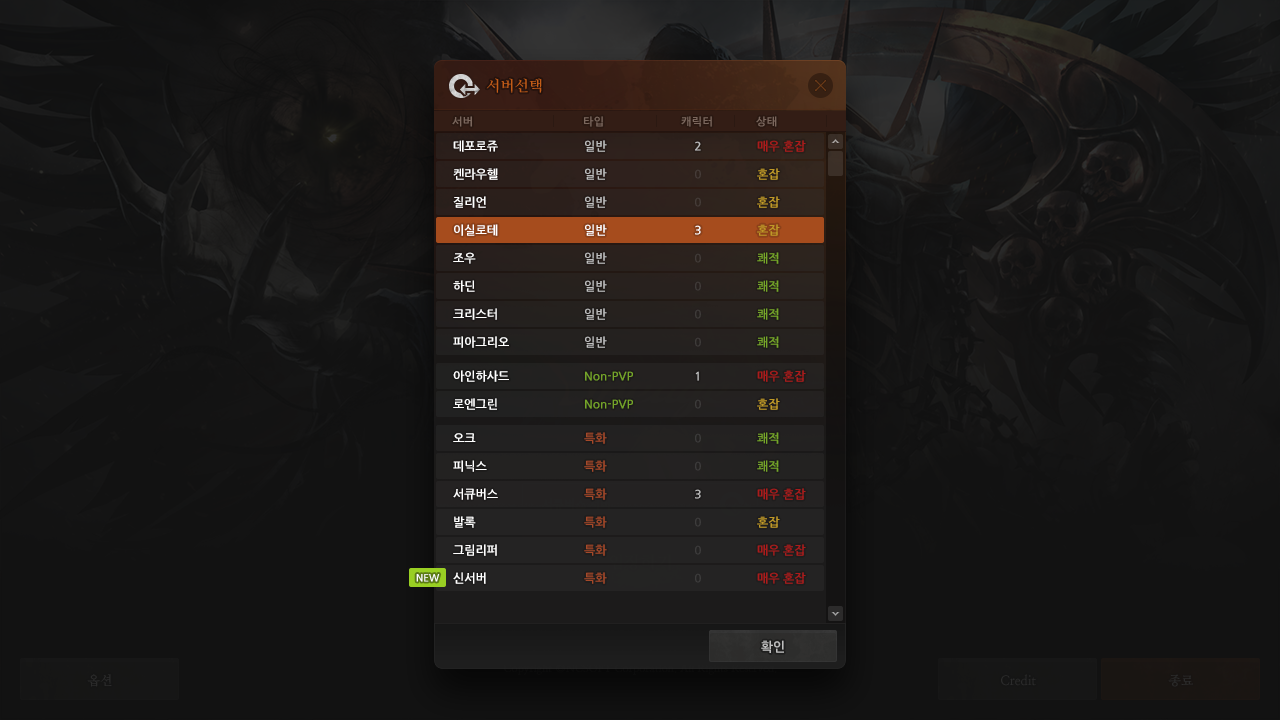 서버선택
서버 타입 캐릭터 상태
데포로쥬 일반 2 매우 혼잡
켄라우헬 일반 0 혼잡
질리언 일반 0 혼잡
이실로테 일반 3 혼잡
조우 일반 0 쾌적
하딘 일반 0 쾌적
크리스터 일반 0 쾌적
피아그리오 일반 0 쾌적
아인하사드 Non-PVP 1 매우 혼잡
로엔그린 Non-PVP 0 혼잡
오크 특화 0 쾌적
피닉스 특화 0 쾌적
서큐버스 특화 3 매우 혼잡
발록 특화 0 혼잡
그림리퍼 특화 0 매우 혼잡
NEW 신서버 특화 0 매우 혼잡
확인
옵션 Credit 종료